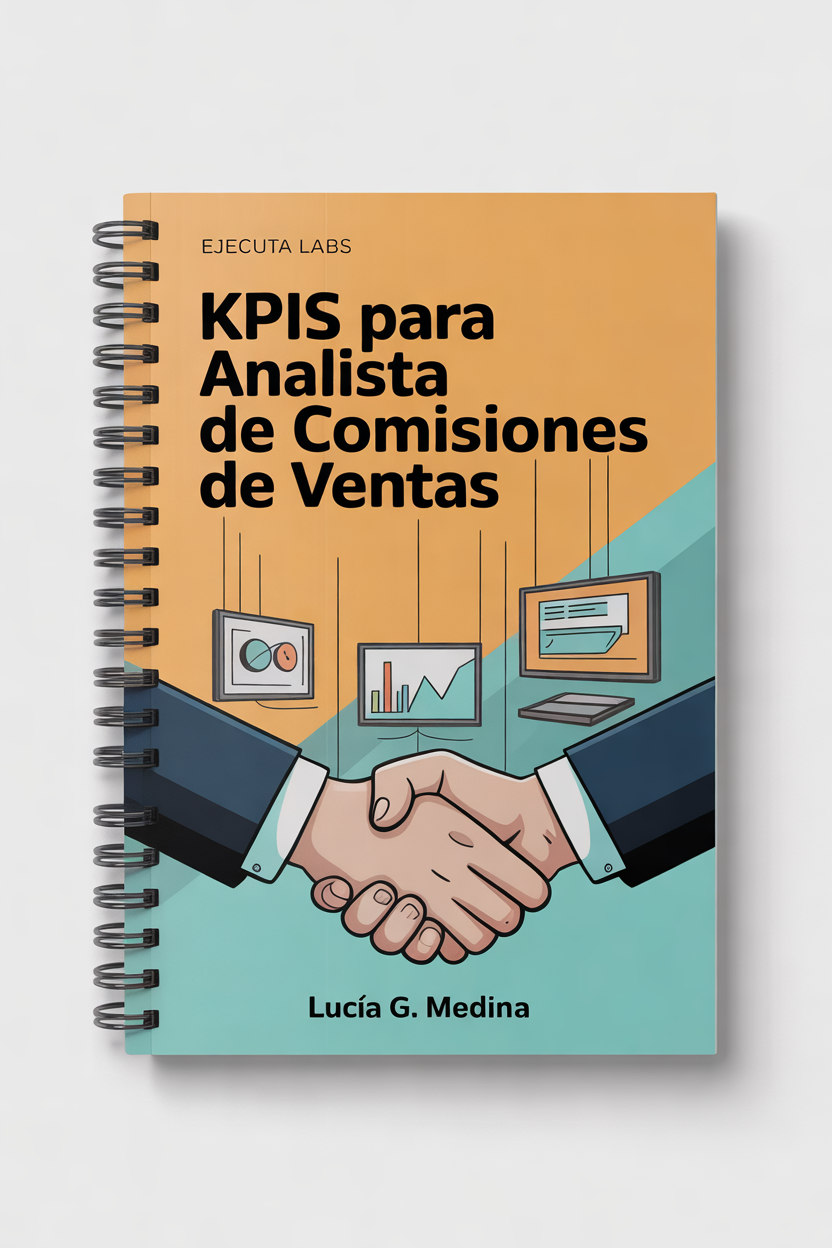 EJECUTA LABS
KPIS para
Analista
de Comisiones
de Ventas
Lucía G. Medina